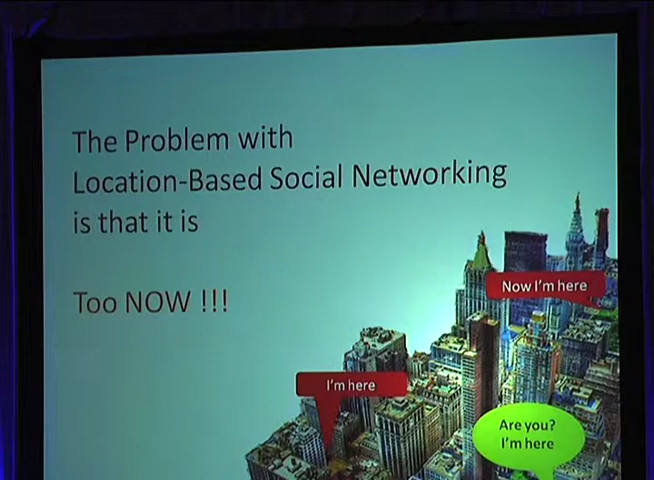 The Problem with
Location-Based Social Networking
is that it is
Too NOW !!!
Now I'm here
I'm here
Are you?
I'm here